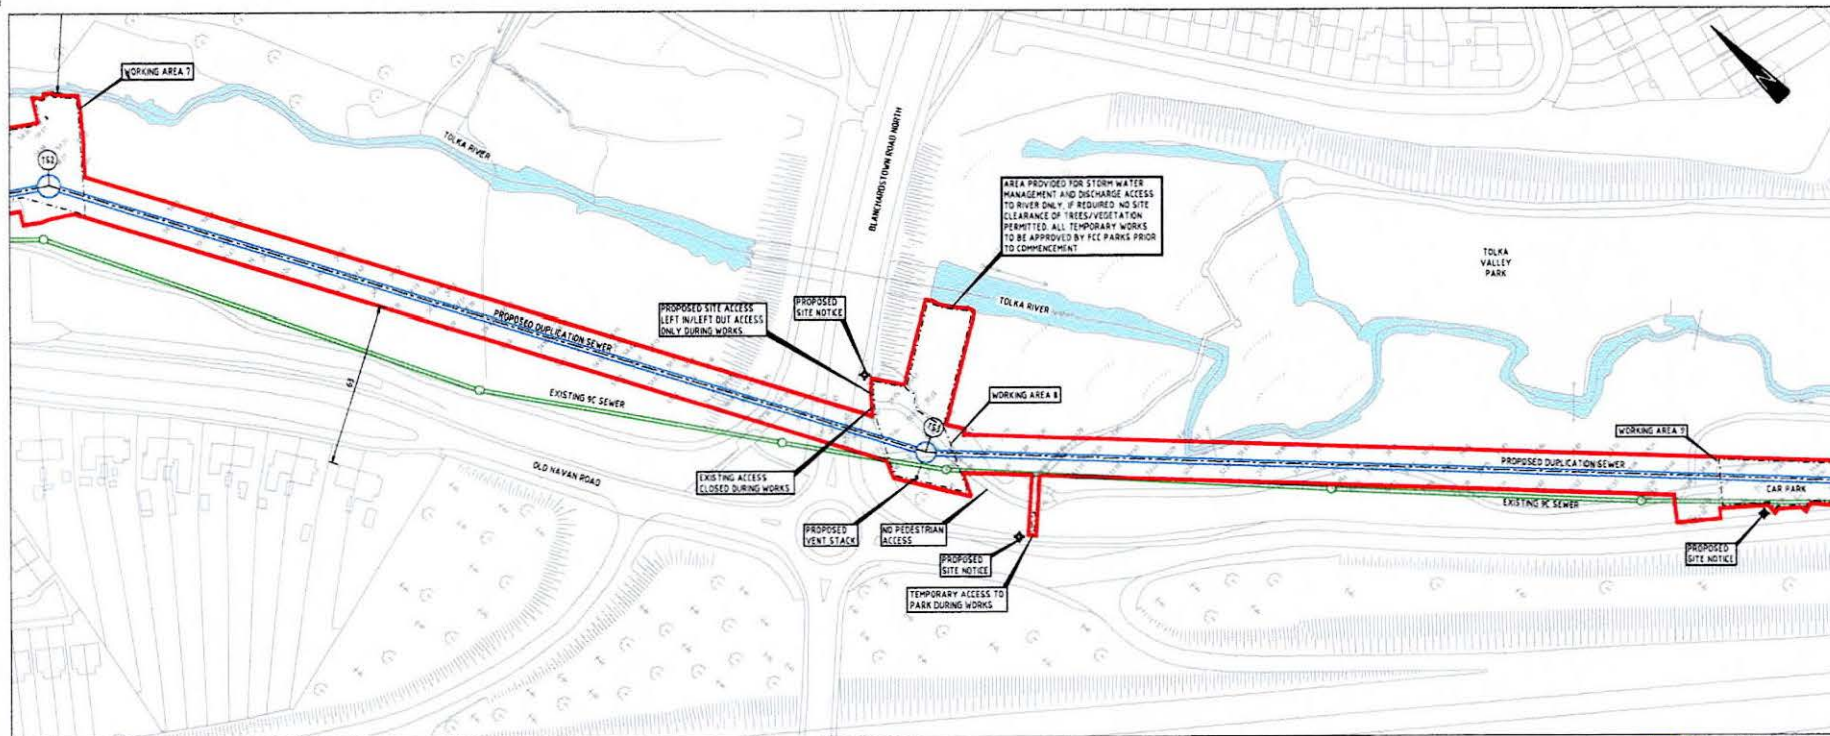 WORKING AREA 7
N
TS2
TOLKA RIVER
BLANCHARDSTOWN ROAD NORTH
AREA PROVIDED FOR STORM WATER
MANAGEMENT AND DISCHARGE ACCESS
TO RIVER ONLY, IF REQUIRED. NO SITE
CLEARANCE OF TREES/VEGETATION
PERMITTED. ALL TEMPORARY WORKS
TO BE APPROVED BY FCC PARKS PRIOR
TO COMMENCEMENT
TOLKA
VALLEY
PARK
PROPOSED SITE ACCESS
LEFT IN/LEFT OUT ACCESS
ONLY DURING WORKS
PROPOSED
SITE NOTICE
TOLKA RIVER
PROPOSED DUPLICATION SEWER
EXISTING 9C SEWER
WORKING AREA 8
TS3
WORKING AREA 9
PROPOSED DUPLICATION SEWER
CAR PARK
EXISTING 9C SEWER
OLD NAVAN ROAD
EXISTING ACCESS
CLOSED DURING WORKS
PROPOSED
VENT STACK
NO PEDESTRIAN
ACCESS
PROPOSED
SITE NOTICE
TEMPORARY ACCESS TO
PARK DURING WORKS
PROPOSED
SITE NOTICE